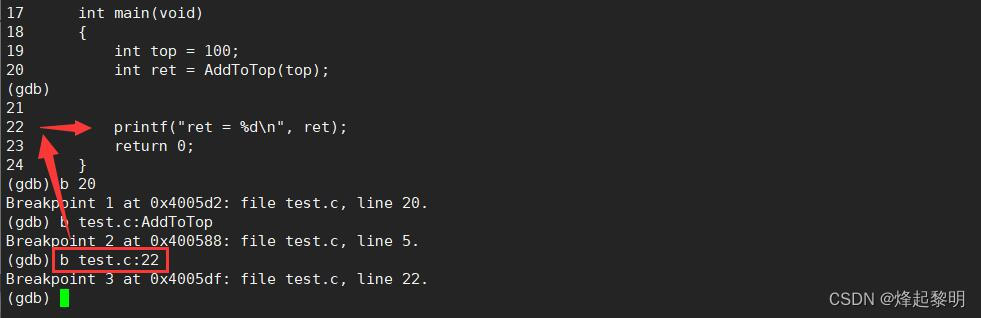 17      int main(void)
18      {
19          int top = 100;
20          int ret = AddToTop(top);
(gdb)
21
22          printf("ret = %d\n", ret);
23          return 0;
24      }
(gdb) b 20
Breakpoint 1 at 0x4005d2: file test.c, line 20.
(gdb) b test.c:AddToTop
Breakpoint 2 at 0x400588: file test.c, line 5.
(gdb) b test.c:22
Breakpoint 3 at 0x4005df: file test.c, line 22.
(gdb)
CSDN @烽起黎明